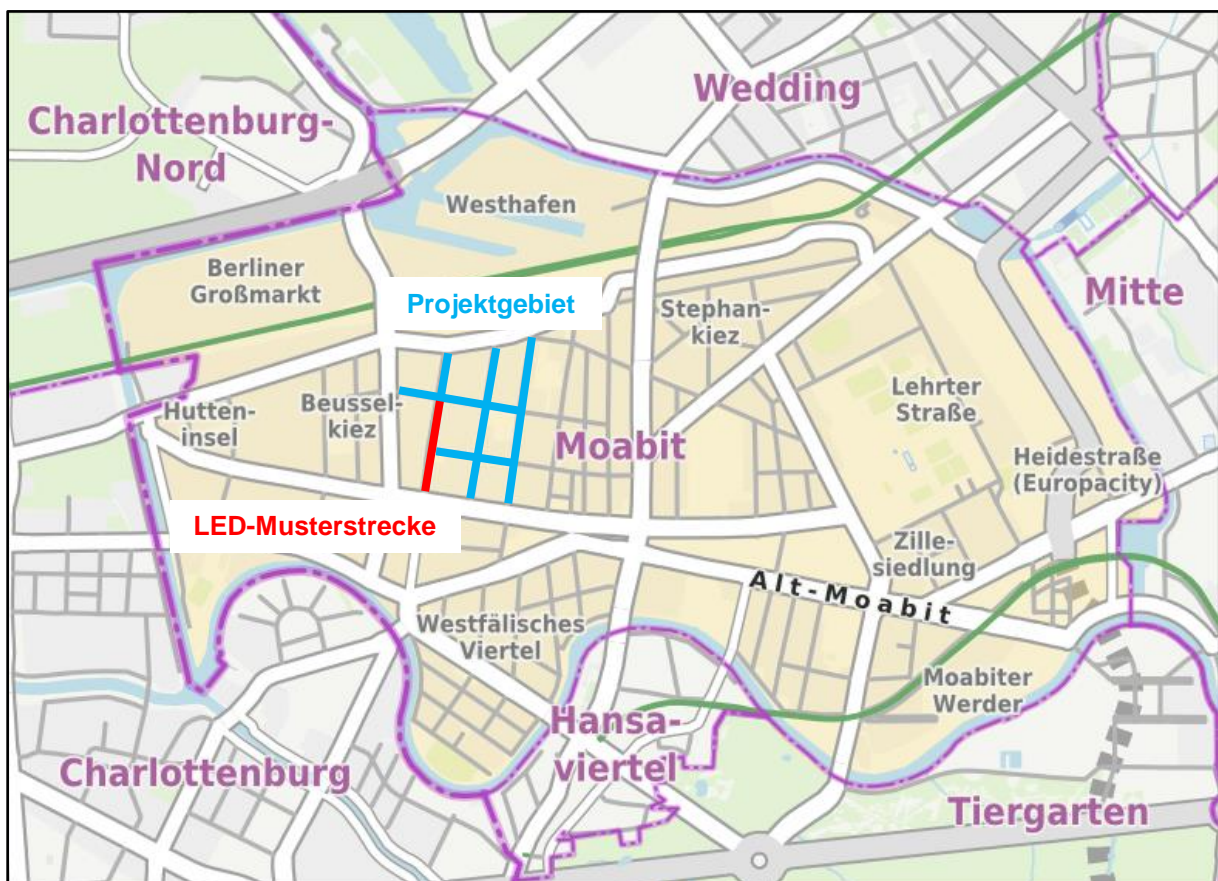 Wedding
Charlottenburg-
Nord
Westhafen
Berliner
Großmarkt
Mitte
Projektgebiet
Stephan-
kiez
Lehrter
Straße
Hutten-
insel
Beussel-
kiez
Moabit
Heidestraße
(Europacity)
LED-Musterstrecke
Zille-
siedlung
Alt-Moabit
Westfälisches
Viertel
Moabiter
Werder
Hansa-
viertel
Charlottenburg
Tiergarten